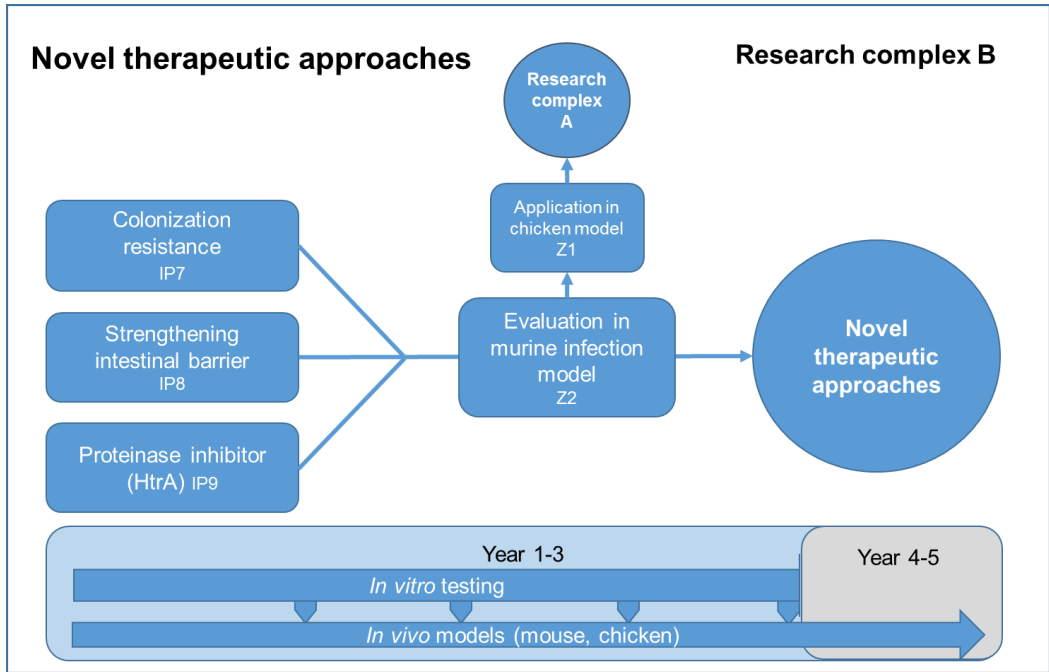 Novel therapeutic approaches
Research complex B
Research
complex
A
Application in
chicken model
Z1
Colonization
resistance
IP7
Strengthening
intestinal barrier
IP8
Proteinase inhibitor
(HtrA) IP9
Evaluation in
murine infection
model
Z2
Novel
therapeutic
approaches
Year 1-3
Year 4-5
In vitro testing
In vivo models (mouse, chicken)